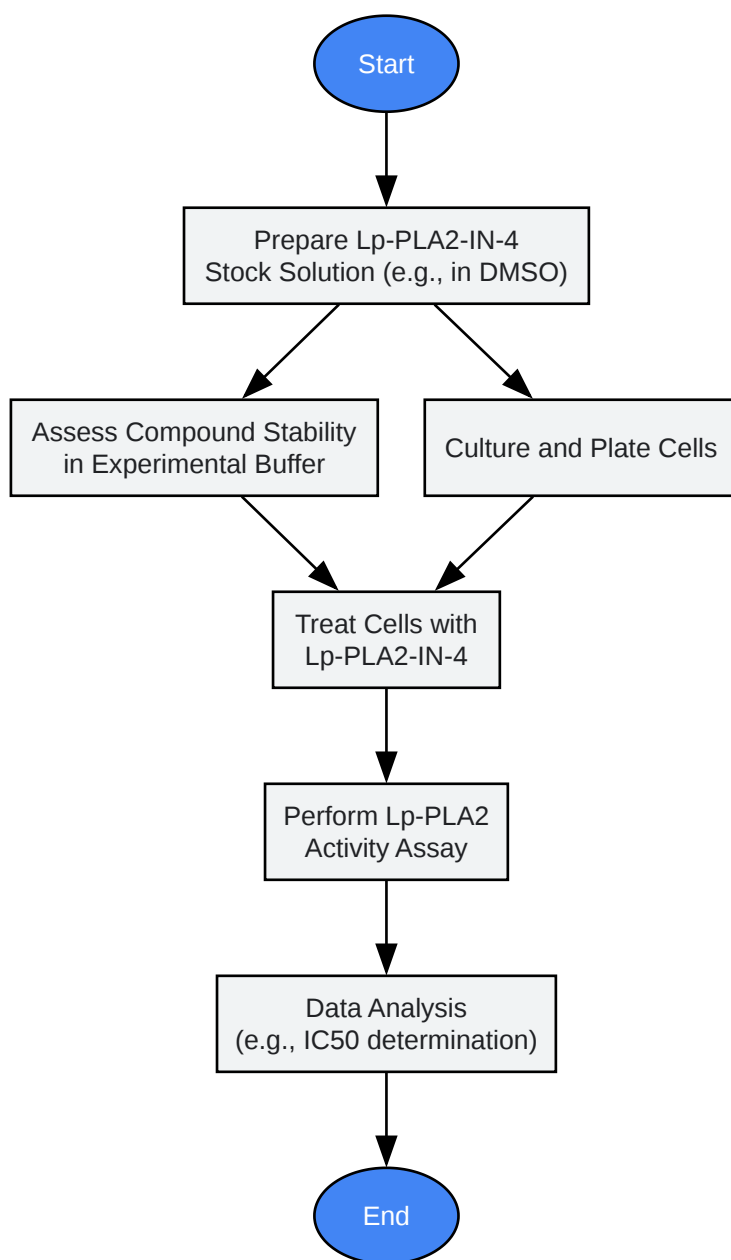 Start
Prepare Lp-PLA2-IN-4
Stock Solution (e.g., in DMSO)
Assess Compound Stability
in Experimental Buffer
Culture and Plate Cells
Treat Cells with
Lp-PLA2-IN-4
Perform Lp-PLA2
Activity Assay
Data Analysis
(e.g., IC50 determination)
End